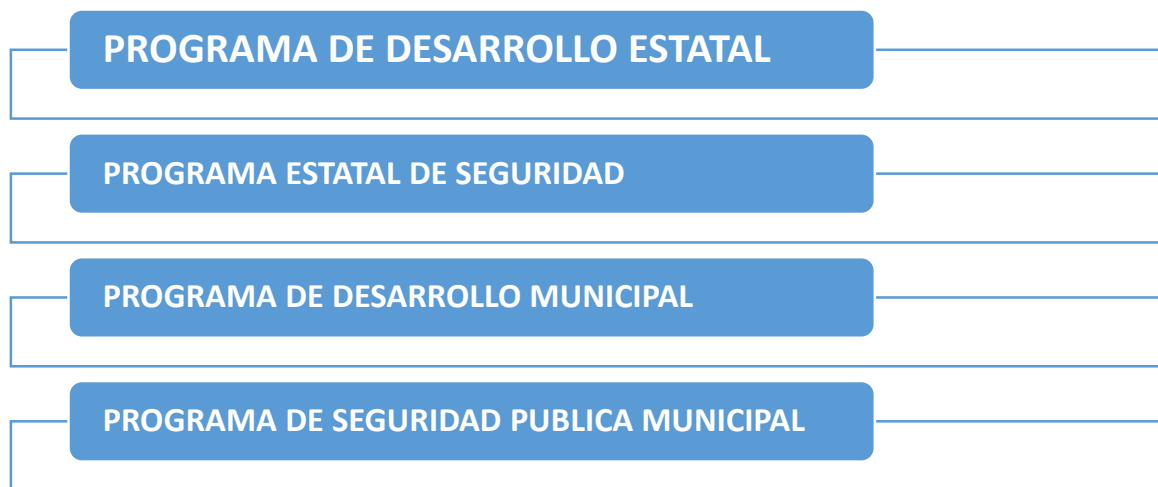 PROGRAMA DE DESARROLLO ESTATAL
PROGRAMA ESTATAL DE SEGURIDAD
PROGRAMA DE DESARROLLO MUNICIPAL
PROGRAMA DE SEGURIDAD PUBLICA MUNICIPAL